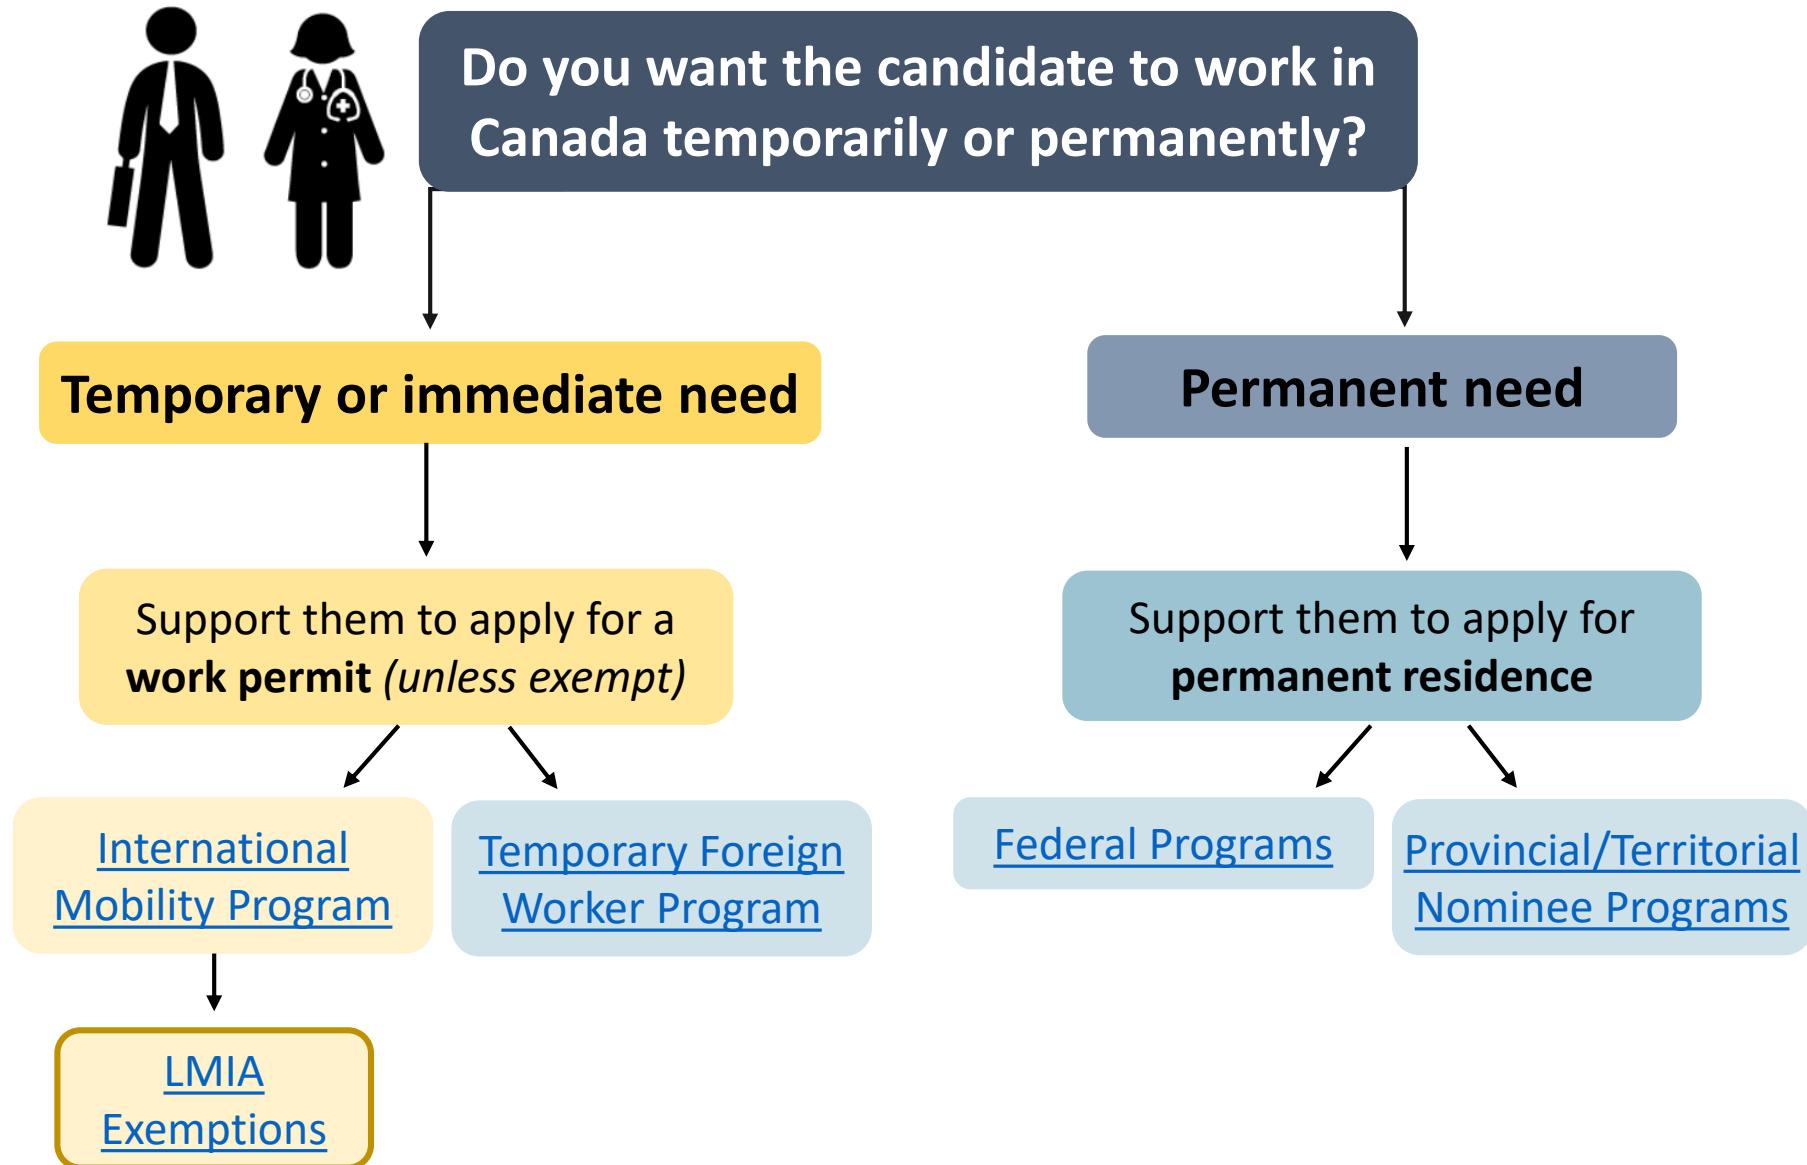 Do you want the candidate to work in
Canada temporarily or permanently?
Temporary or immediate need
Permanent need
Support them to apply for a
work permit (unless exempt)
Support them to apply for
permanent residence
International
Mobility Program
Temporary Foreign
Worker Program
Federal Programs
Provincial/Territorial
Nominee Programs
LMIA
Exemptions